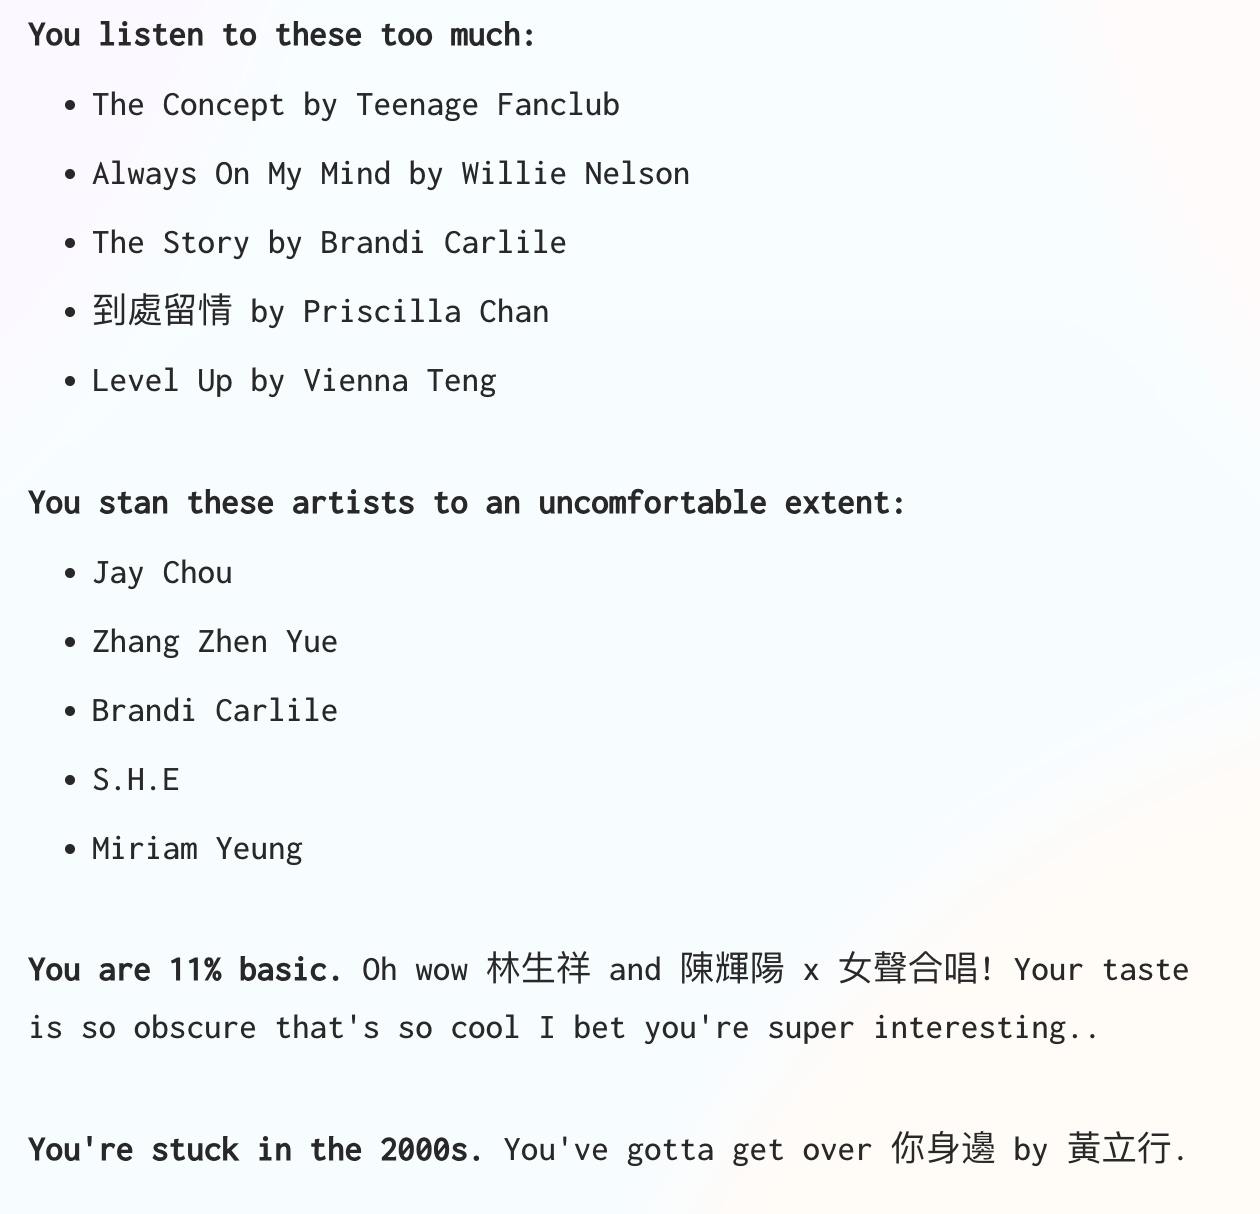 You listen to these too much:
• The Concept by Teenage Fanclub
• Always On My Mind by Willie Nelson
• The Story by Brandi Carlile
• 到處留情 by Priscilla Chan
• Level Up by Vienna Teng
You stan these artists to an uncomfortable extent:
• Jay Chou
• Zhang Zhen Yue
• Brandi Carlile
• S.H.E
• Miriam Yeung
You are 11% basic. Oh wow 林生祥 and 陳輝陽 x 女聲合唱! Your taste
is so obscure that's so cool I bet you're super interesting..
You're stuck in the 2000s. You've gotta get over 你身邊 by 黃立行.